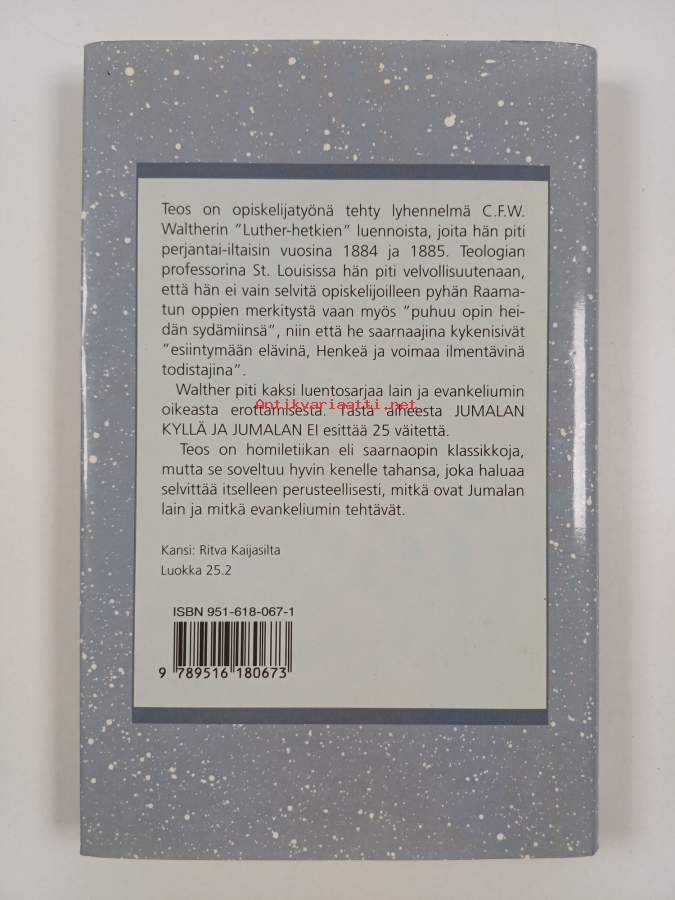 Teos on opiskelijatyönä tehty lyhennelmä C.F.W.
Waltherin "Luther-hetkien" luennoista, joita hän piti
perjantai-iltaisin vuosina 1884 ja 1885. Teologian
professorina St. Louisissa hän piti velvollisuutenaan,
että hän ei vain selvitä opiskelijoilleen pyhän Raama-
tun oppien merkitystä vaan myös "puhuu opin hei-
dän sydämiinsä", niin että he saarnaajina kykenisivät
"esiintymään elävinä, Henkeä ja voimaa ilmentävinä
todistajina".
Walther piti kaksi luentosarjaa lain ja evankeliumin
Antikvariaatti.net
oikeasta erottamisesta. Tästä aiheesta JUMALAN
KYLLÄ JA JUMALAN EI esittää 25 väitettä.
Teos on homiletiikan eli saarnaopin klassikkoja,
mutta se soveltuu hyvin kenelle tahansa, joka haluaa
selvittää itselleen perusteellisesti, mitkä ovat Jumalan
lain ja mitkä evankeliumin tehtävät.
Kansi: Ritva Kaijasilta
Luokka 25.2
ISBN 951-618-067-1
9 789516 180673